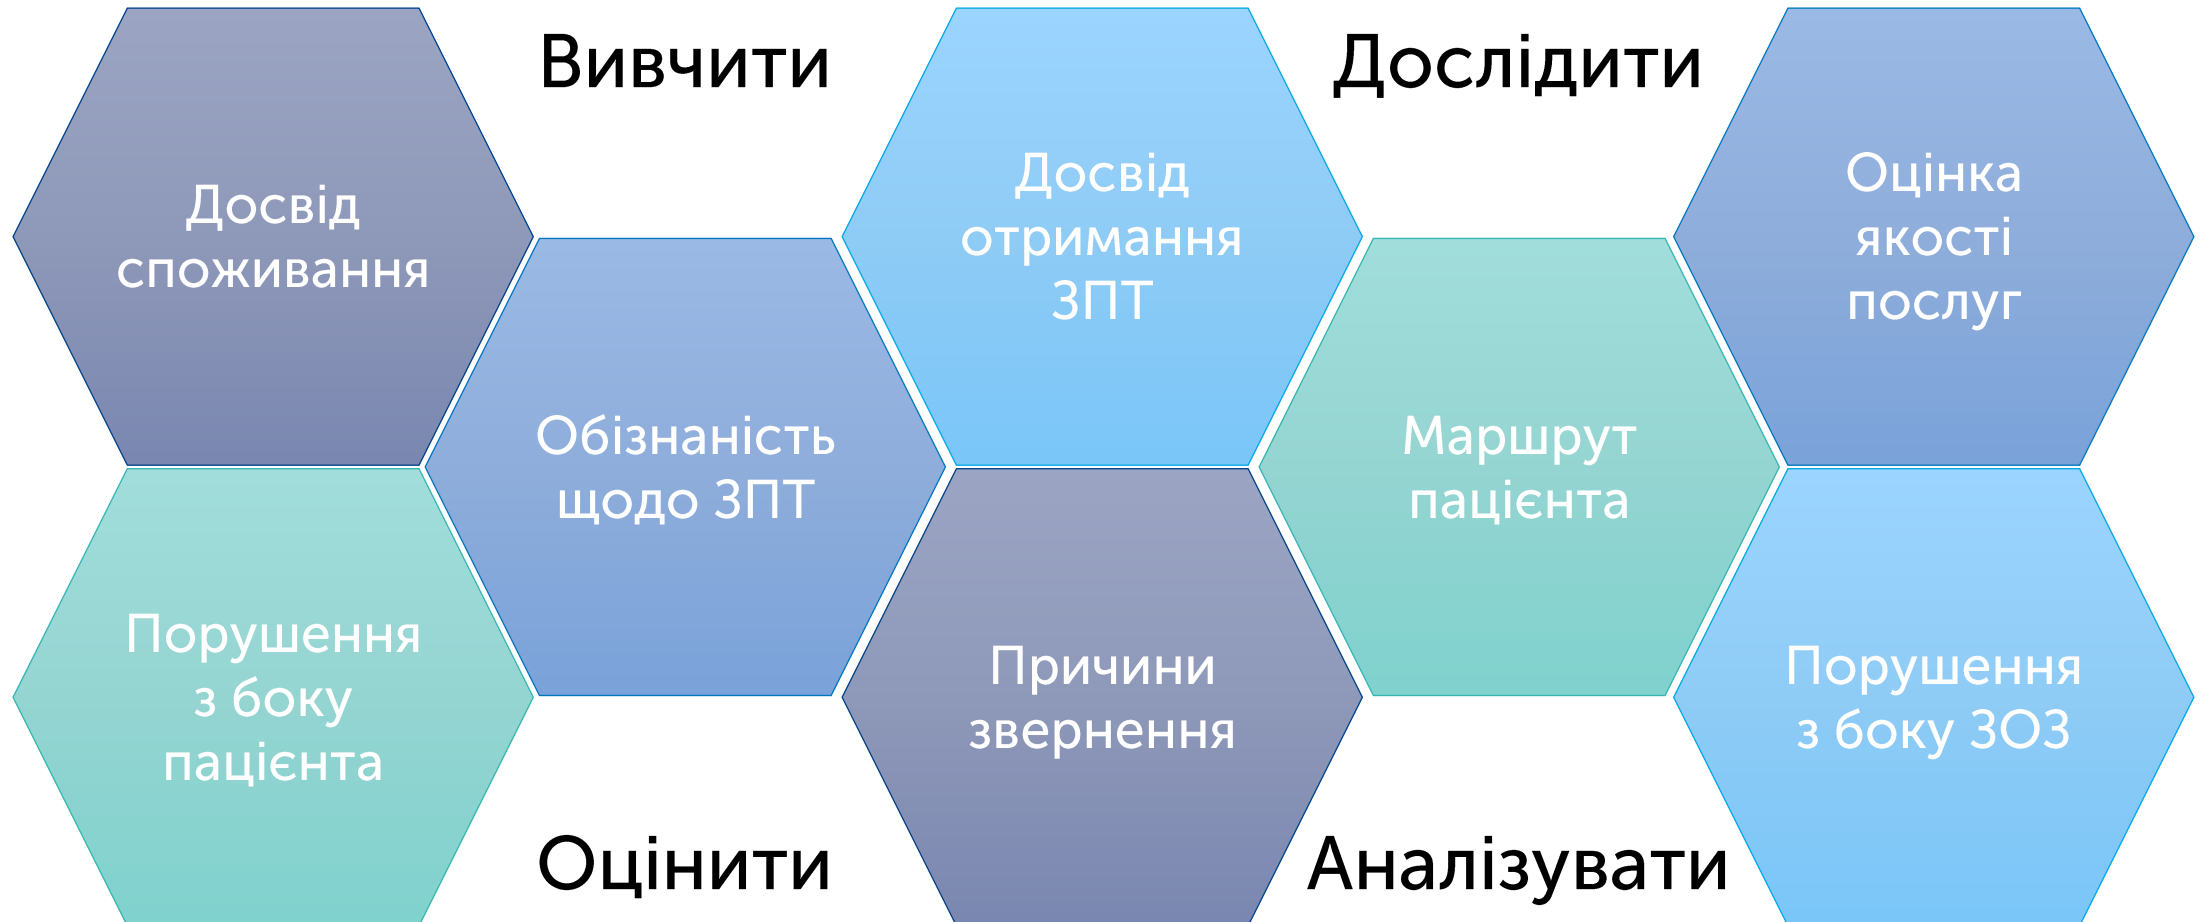 Вивчити
Дослідити
Досвід
споживання
Досвід
отримання
ЗПТ
Оцінка
якості
послуг
Обізнаність
щодо ЗПТ
Маршрут
пацієнта
Порушення
з боку
пацієнта
Причини
звернення
Порушення
з боку ЗОЗ
Оцінити
Аналізувати